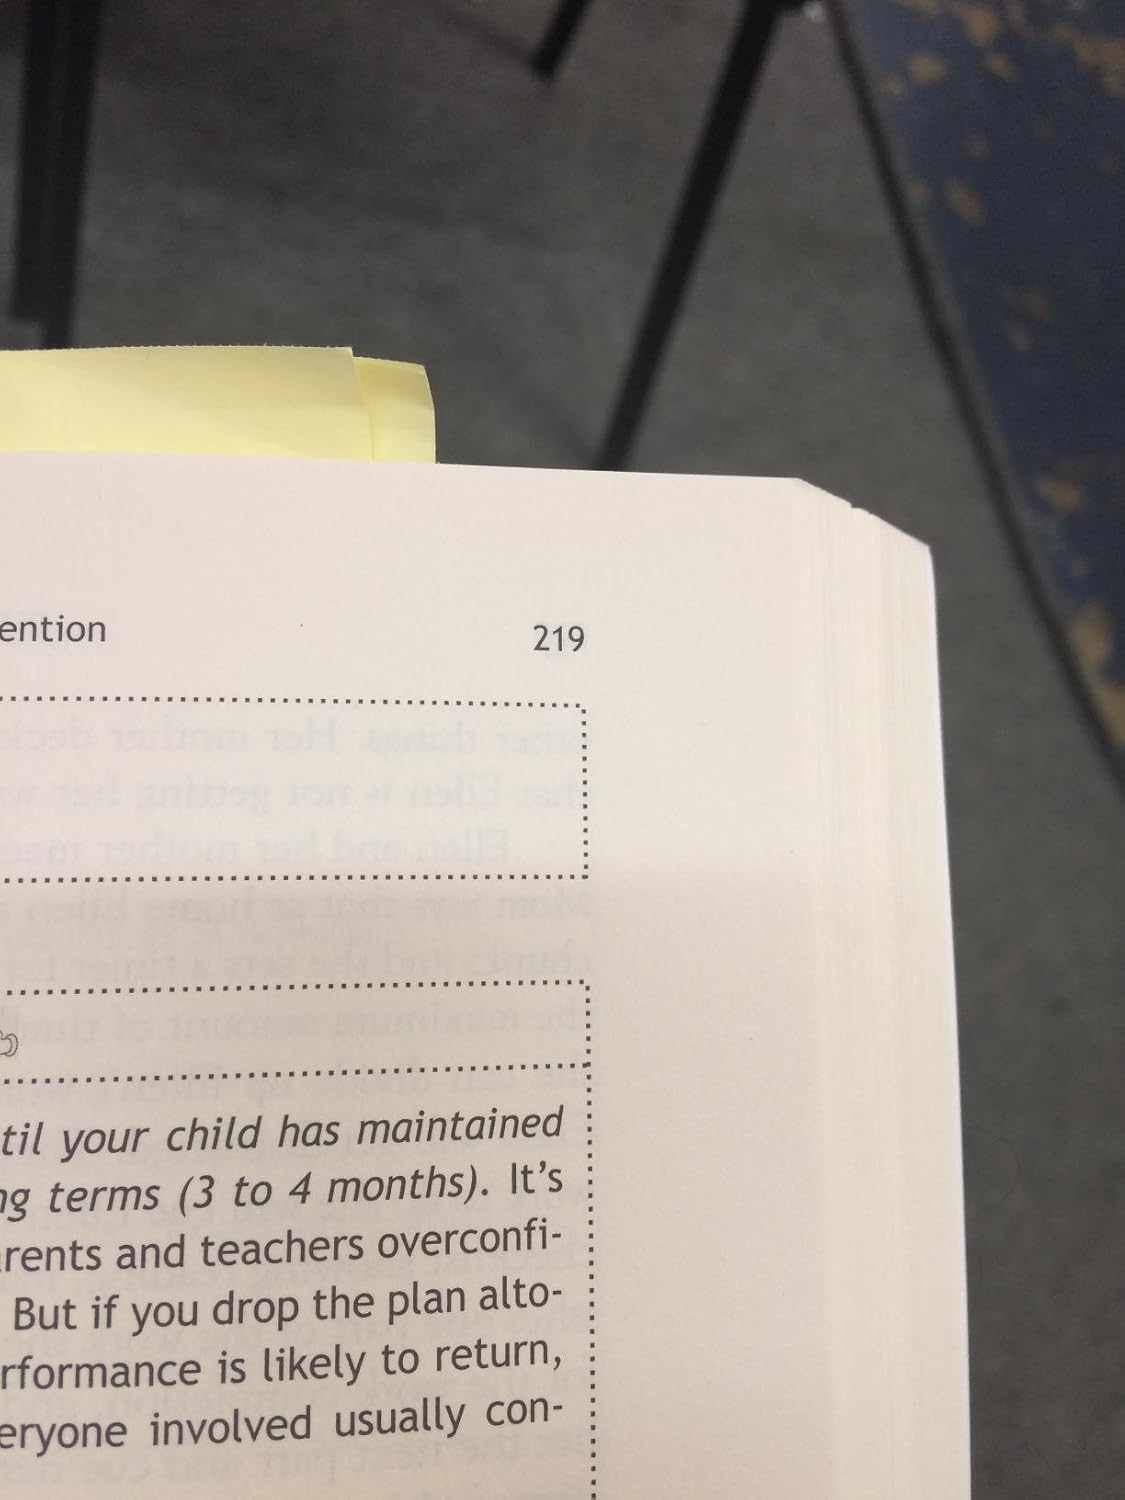 ention 219
til your child has maintained
ng terms (3 to 4 months). It's
rents and teachers overconfi-
But if you drop the plan alto-
rformance is likely to return,
eryone involved usually con-